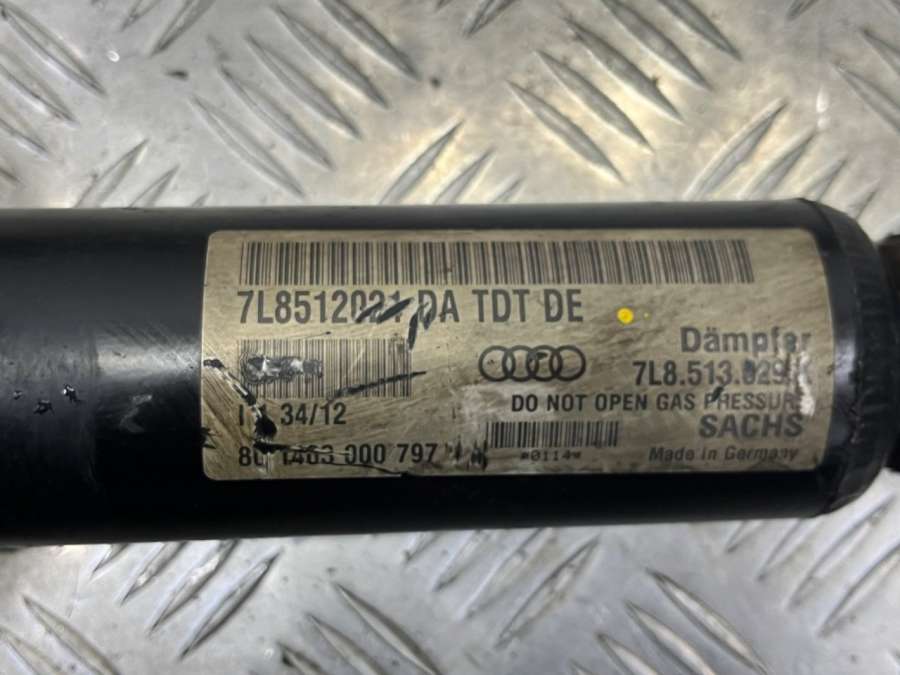 7L8512021 DA TDT DE
Dämpfer
7L8.513.029.K
34/12
DO NOT OPEN GAS PRESSURE
SACHS
1463 000 797
#0114#
Made in Germany